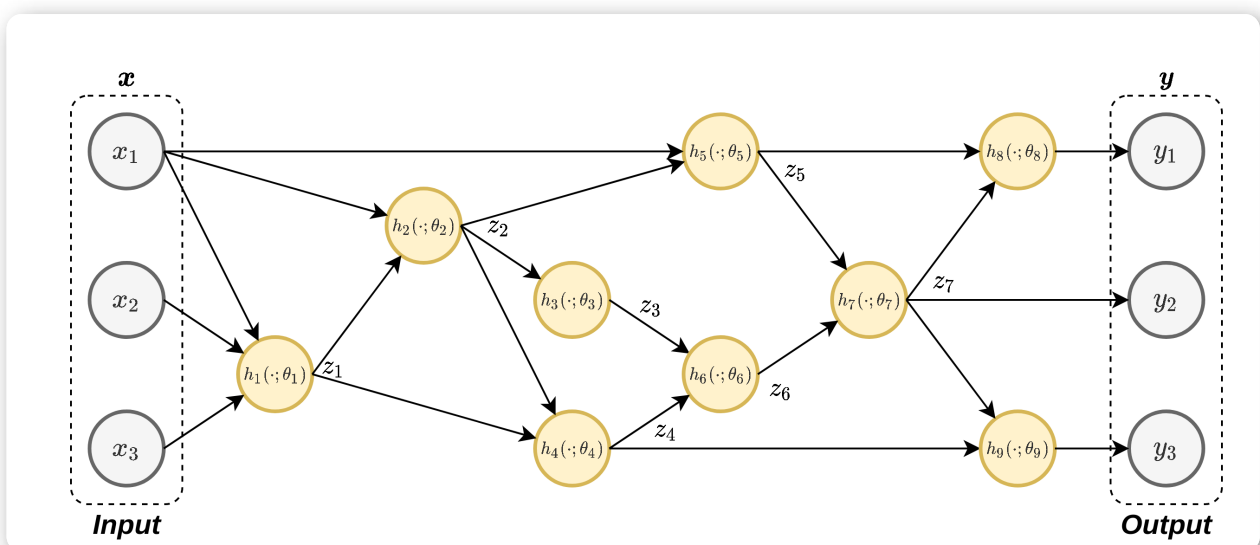 x
y
x₁
h₅(·;θ₅)
h₈(·;θ₈)
y₁
z₅
h₂(·;θ₂)
z₂
x₂
h₃(·;θ₃)
z₃
h₇(·;θ₇)
z₇
y₂
h₁(·;θ₁)
z₁
h₆(·;θ₆)
z₆
x₃
h₄(·;θ₄)
z₄
h₉(·;θ₉)
y₃
Input
Output